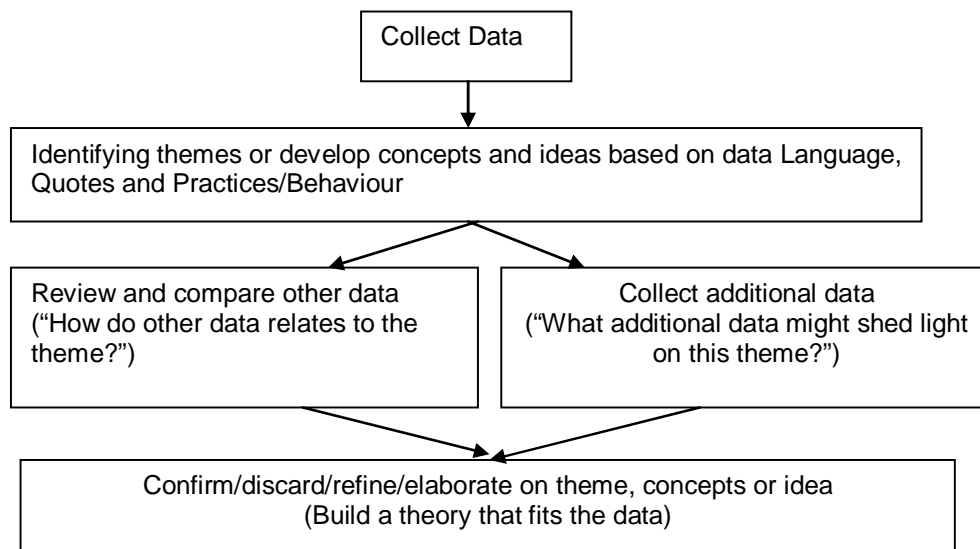 Collect Data
Identifying themes or develop concepts and ideas based on data Language,
Quotes and Practices/Behaviour
Review and compare other data
(“How do other data relates to the
theme?”)
Collect additional data
(“What additional data might shed light
on this theme?”)
Confirm/discard/refine/elaborate on theme, concepts or idea
(Build a theory that fits the data)